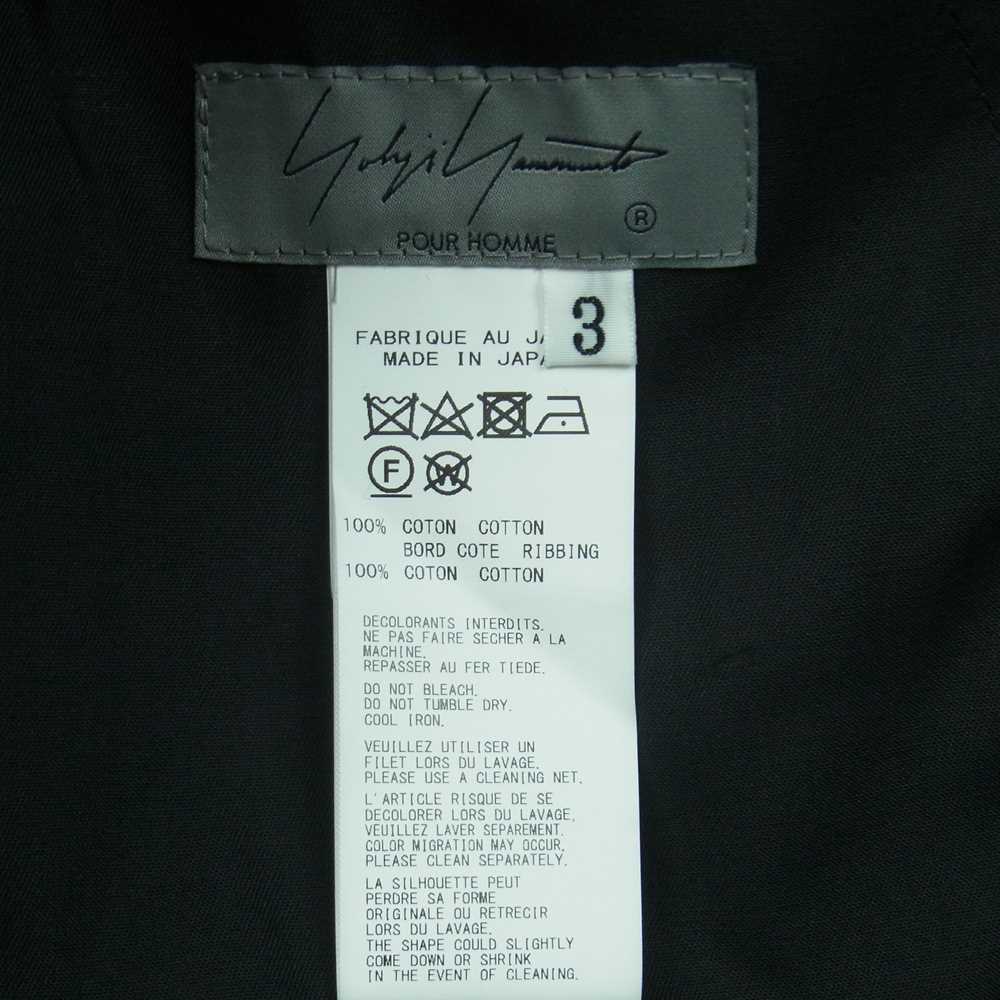 Yohji Yamamoto
®
POUR HOMME
3
FABRIQUE AU
MADE IN
F
W
100% COTON COTTON
BORD COTE RIBBING
100% COTON COTTON
DECOLORANTS INTERDITS.
NE PAS FAIRE SECHER A LA
MACHINE.
REPASSER AU FER TIEDE.
DO NOT BLEACH.
DO NOT TUMBLE DRY.
COOL IRON.
VEUILLEZ UTILISER UN
FILET LORS DU LAVAGE.
PLEASE USE A CLEANING NET.
L'ARTICLE RISQUE DE SE
DECOLORER LORS DU LAVAGE,
VEUILLEZ LAVER SEPAREMENT.
COLOR MIGRATION MAY OCCUR,
PLEASE CLEAN SEPARATELY.
LA SILHOUETTE PEUT
PERDRE SA FORME
ORIGINALE OU RETRECIR
LORS DU LAVAGE.
THE SHAPE COULD SLIGHTLY
COME DOWN OR SHRINK
IN THE EVENT OF CLEANING.